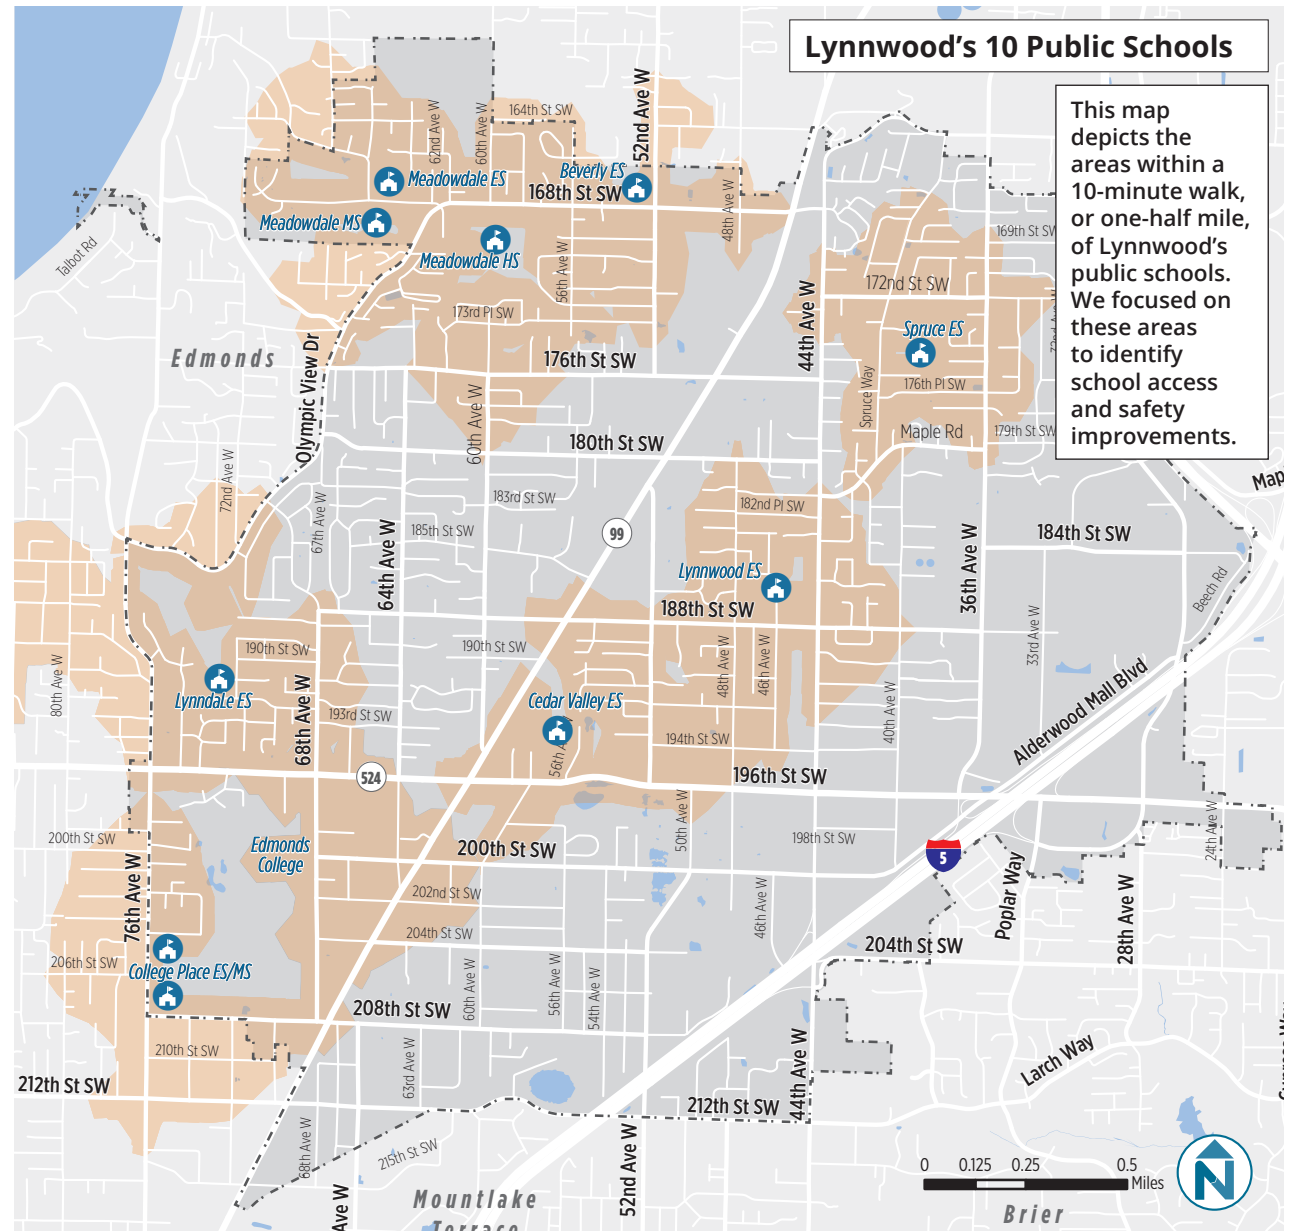 Lynnwood's 10 Public Schools
This map
depicts the
areas within a
10-minute walk,
or one-half mile,
of Lynnwood's
public schools.
We focused on
these areas
to identify
school access
and safety
improvements.
164th St SW
62nd Ave W
60th Ave W
52nd Ave W
Beverly ES
Meadowdale ES
168th St SW
48th Ave W
Meadowdale MS
Meadowdale HS
169th St SW
Talbot Rd
56th Ave W
172nd St SW
173rd Pl SW
44th Ave W
Spruce ES
Edmonds
Olympic View Dr
176th St SW
176th Pl SW
Spruce Way
60th Ave W
Maple Rd
179th St SW
180th St SW
72nd Ave W
Map
67th Ave W
183rd St SW
182nd Pl SW
185th St SW
99
64th Ave W
36th Ave W
184th St SW
Lynnwood ES
Beech Rd
188th St SW
33rd Ave W
190th St SW
190th St SW
48th Ave W
46th Ave W
80th Ave W
Lynndale ES
68th Ave W
193rd St SW
Cedar Valley ES
56th A
194th St SW
40th Ave W
Alderwood Mall Blvd
524
196th St SW
200th St SW
Edmonds
College
200th St SW
50th Ave W
198th St SW
24th Ave W
5
76th Ave W
202nd St SW
46th Ave W
Poplar Way
28th Ave W
204th St SW
204th St SW
206th St SW
College Place ES/MS
60th Ave W
56th Ave W
54th Ave W
208th St SW
210th St SW
63rd Ave W
44th Ave W
Larch Way
212th St SW
212th St SW
68th Ave W
215th St SW
52nd Ave W
Ave W
Mountlake
Terrace
0 0.125 0.25 0.5
Miles
N
Brier